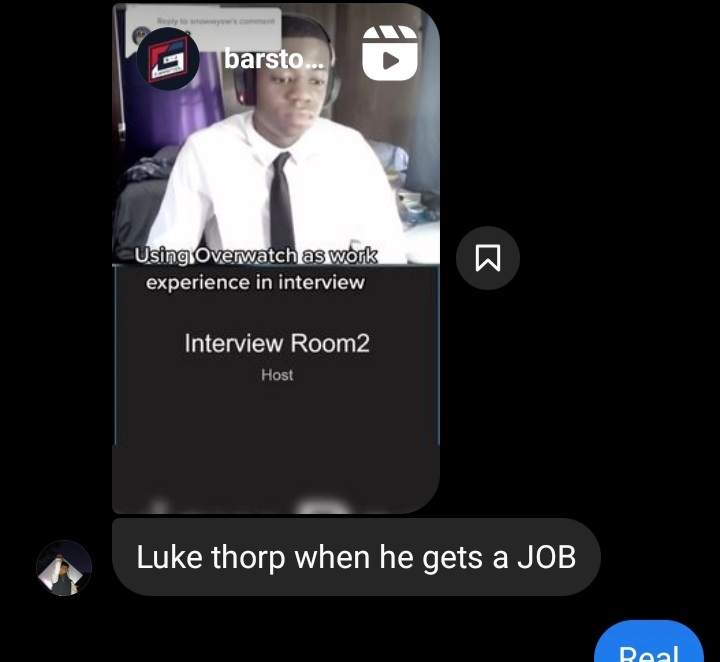 Reply to snowwyow's comment
barsto...
Using Overwatch as work
experience in interview
Interview Room2
Host
Luke thorp when he gets a JOB
Real